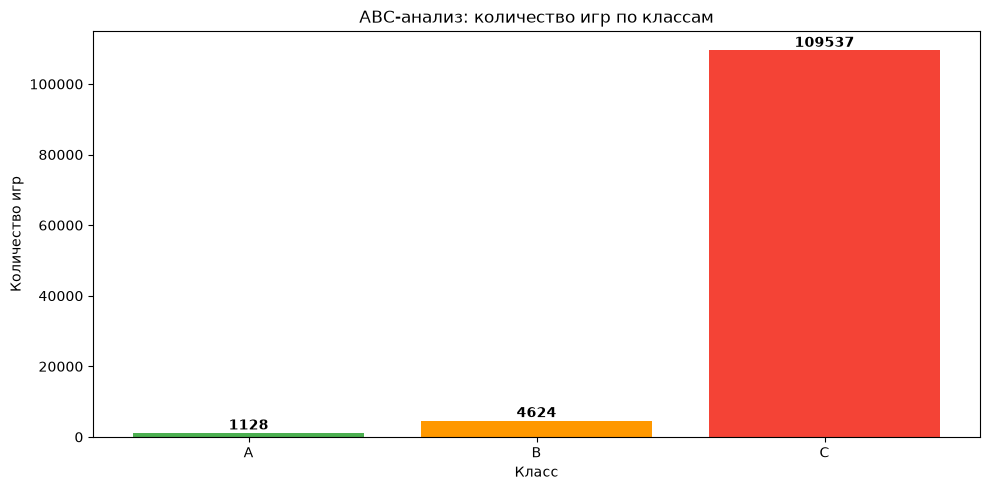 ABC-анализ: количество игр по классам
109537
100000
80000
60000
40000
20000
0
Количество игр
1128
4624
A
B
C
Класс